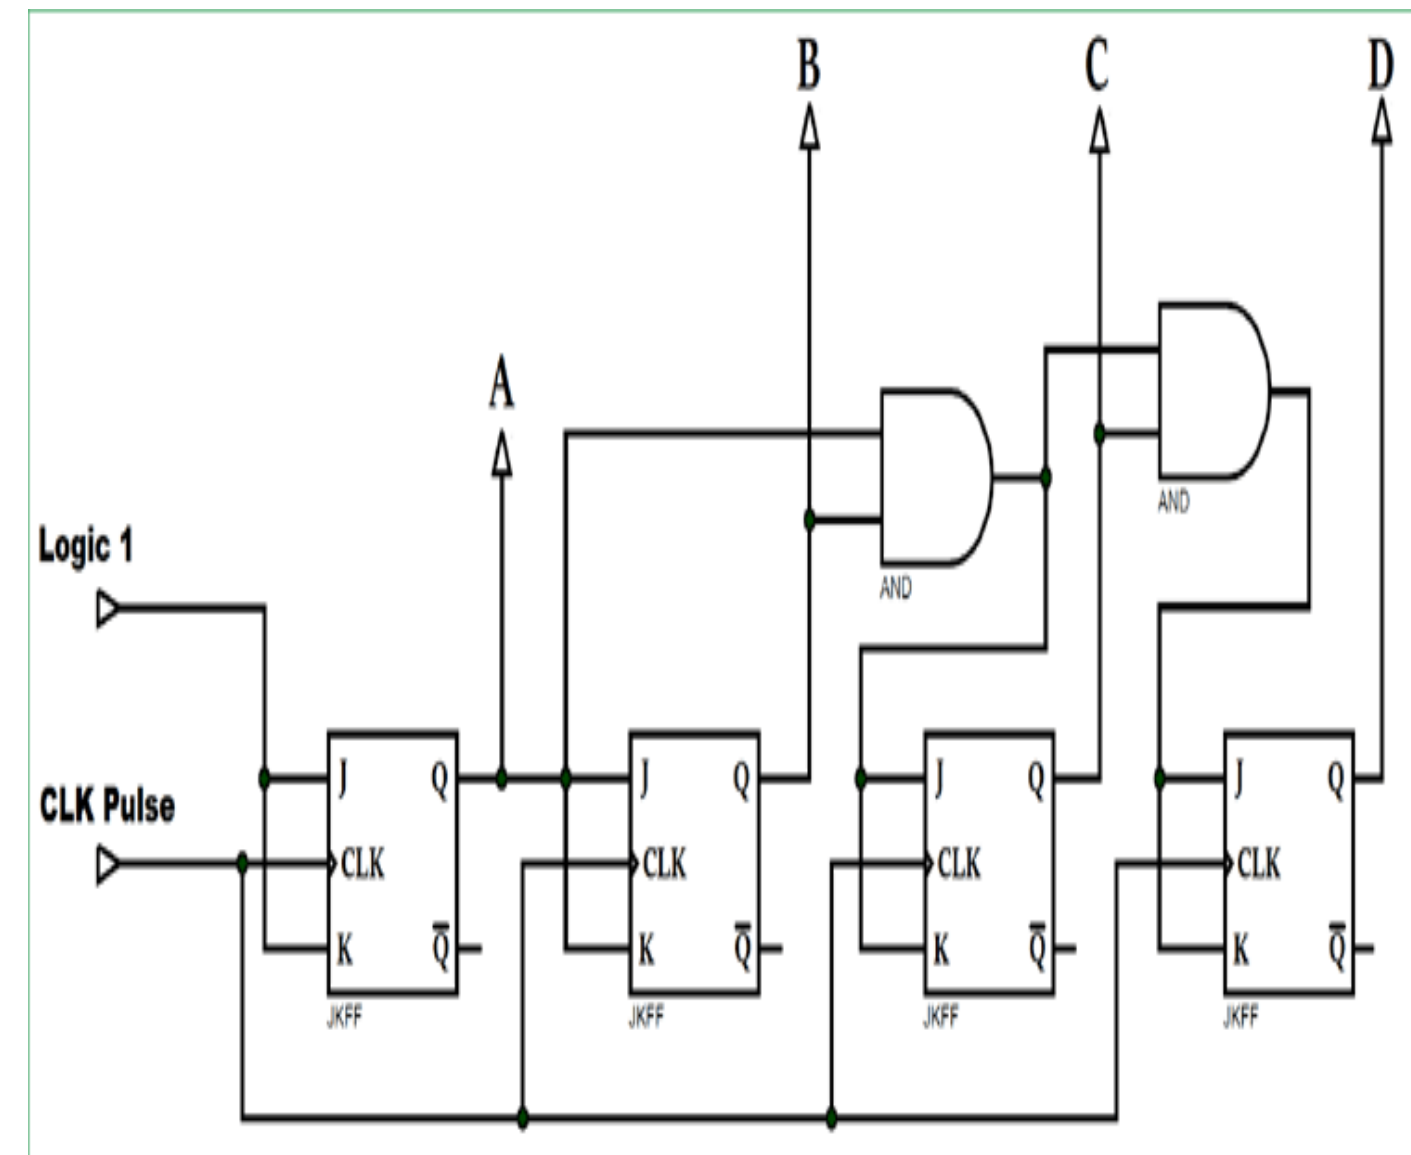 B C D
A
AND
Logic 1
AND
CLK Pulse
J Q J Q J Q J Q
CLK CLK CLK CLK
K Q̅ K Q̅ K Q̅ K Q̅
JKFF JKFF JKFF JKFF